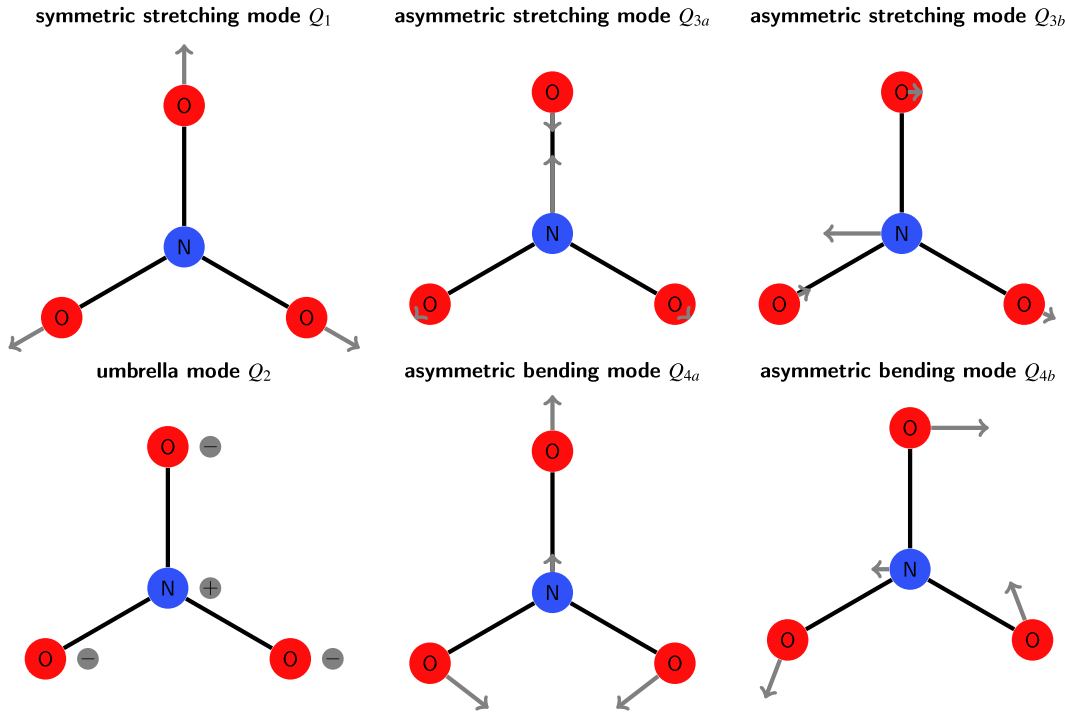 symmetric stretching mode Q1
asymmetric stretching mode Q3a
asymmetric stretching mode Q3b
O
N
O
O
O
N
O
O
O
N
O
O
umbrella mode Q2
asymmetric bending mode Q4a
asymmetric bending mode Q4b
O −
N +
O −
O −
O
N
O
O
O
N
O
O